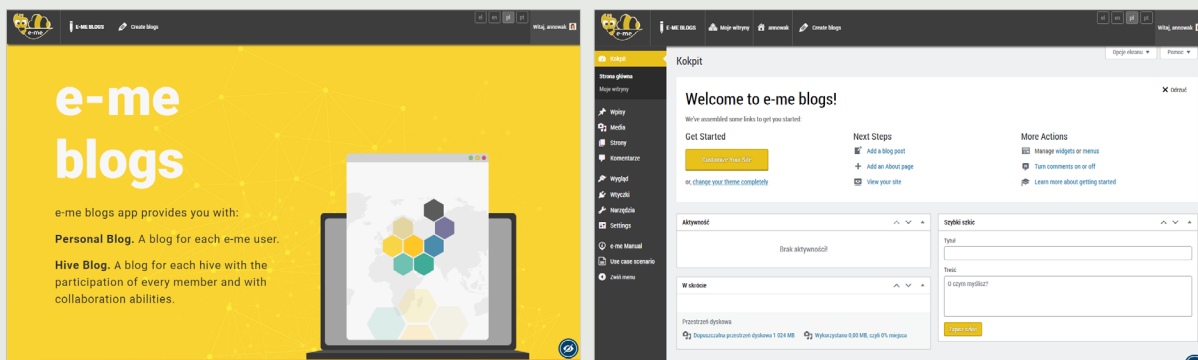 e-me
E-ME BLOGS
Create blogs
el
en
pl
pt
Witaj, annowak
e-me
blogs
e-me blogs app provides you with:
Personal Blog. A blog for each e-me user.
Hive Blog. A blog for each hive with the
participation of every member and with
collaboration abilities.
e-me
E-ME BLOGS
Moje witryny
annowak
Create blogs
el
en
pl
pt
Witaj, annowak
Opcje ekranu
Pomoc
Kokpit
Strona główna
Moje witryny
Wpisy
Media
Strony
Komentarze
Wygląd
Wtyczki
Narzędzia
Settings
e-me Manual
Use case scenario
Zwiń menu
Kokpit
Welcome to e-me blogs!
Odrzuć
We've assembled some links to get you started:
Get Started
Customize Your Site
or, change your theme completely
Next Steps
Add a blog post
Add an About page
View your site
More Actions
Manage widgets or menus
Turn comments on or off
Learn more about getting started
Aktywność
Brak aktywności!
W skrócie
Przestrzeń dyskowa
Dopuszczalna przestrzeń dyskowa 1 024 MB
Wykorzystano 0,00 MB, czyli 0% miejsca
Szybki szkic
Tytuł
Treść
O czym myślisz?
Zapisz szkic